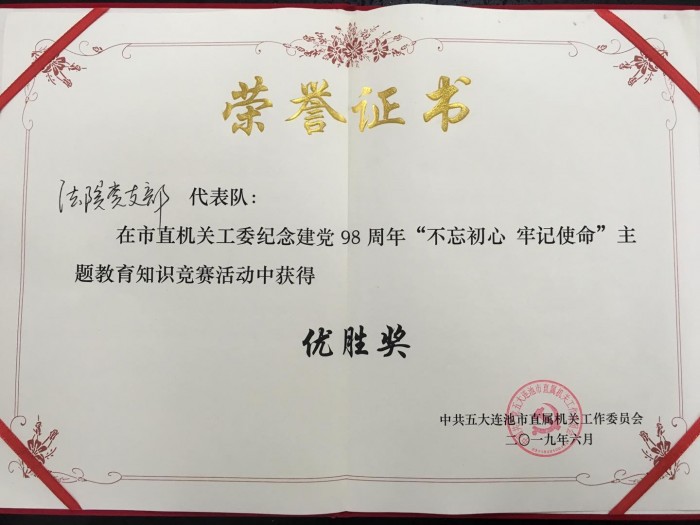 荣誉证书
法院党支部 代表队：
在市直机关工委纪念建党 98 周年“不忘初心 牢记使命”主
题教育知识竞赛活动中获得
优胜奖
中共五大连池市直属机关工作委员会
二〇一九年六月